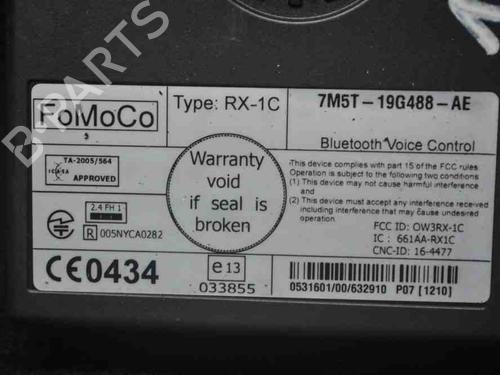 FoMoCo
Type: RX-1C
7M5T-19G488-AE
Bluetooth Voice Control
TA-2005/564
APPROVED
Warranty
void
if seal is
broken
This device complies with part 15 of the FCC rules
Operation is subject to the following two conditions
(1) This device may not cause harmful interference
and
(2) This device must accept any interference
received, including interference that may
cause undesired operation
FCC ID: OW3RX-1C
IC : 661AA-RX1C
CNC-ID: 16-4477
2.4 FH 1
R 005NYCA0282
CE0434
e13
033855
0531601/00/632910 P07 [1210]